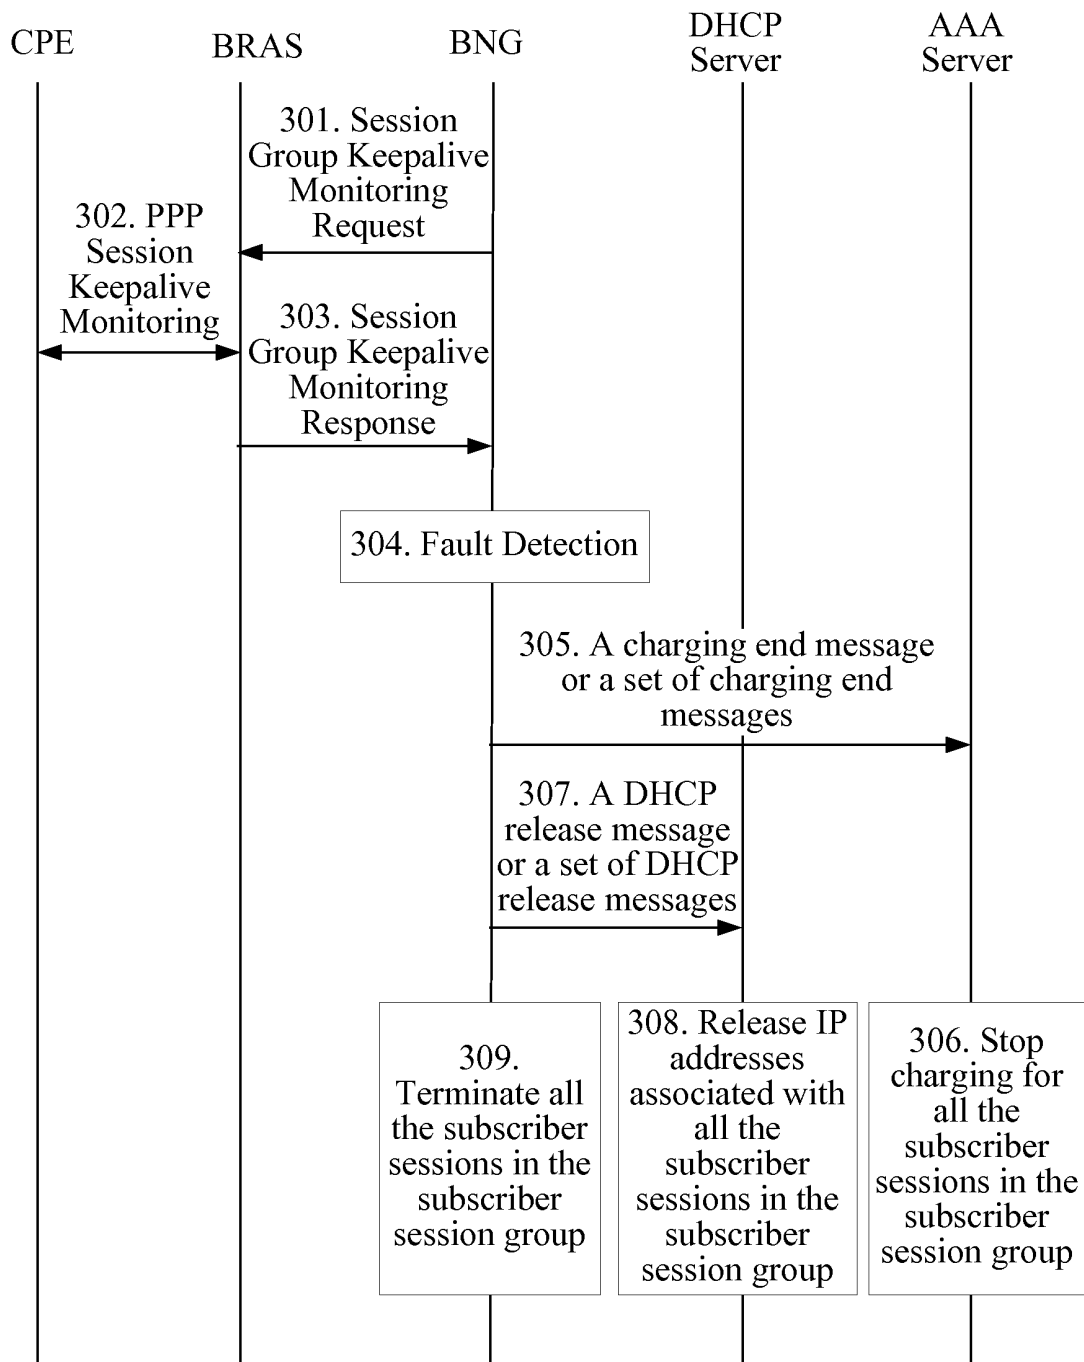 CPE
BRAS
BNG
DHCP
Server
AAA
Server
301. Session
Group Keepalive
Monitoring
Request
302. PPP
Session
Keepalive
Monitoring
303. Session
Group Keepalive
Monitoring
Response
304. Fault Detection
305. A charging end message
or a set of charging end
messages
307. A DHCP
release message
or a set of DHCP
release messages
309.
Terminate all
the subscriber
sessions in the
subscriber
session group
308. Release IP
addresses
associated with
all the
subscriber
sessions in the
subscriber
session group
306. Stop
charging for
all the
subscriber
sessions in the
subscriber
session group